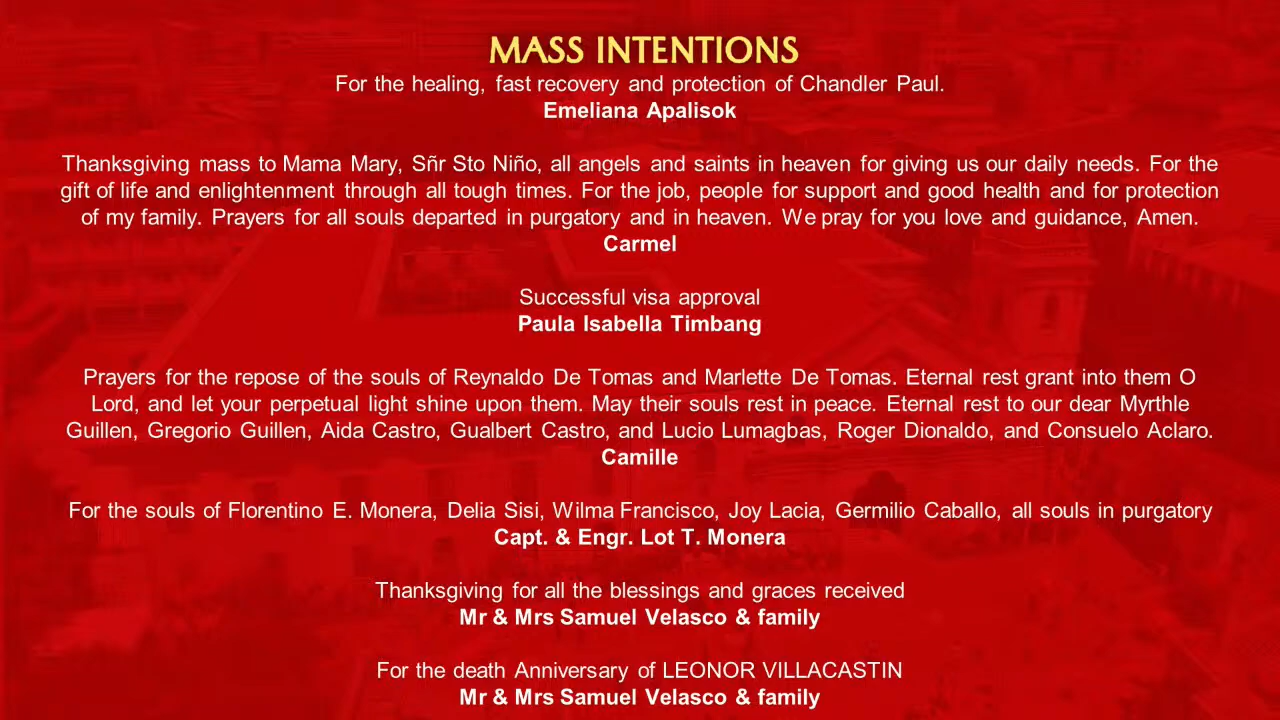 MASS INTENTIONS
For the healing, fast recovery and protection of Chandler Paul.
Emeliana Apalisok
Thanksgiving mass to Mama Mary, Sñr Sto Niño, all angels and saints in heaven for giving us our daily needs. For the
gift of life and enlightenment through all tough times. For the job, people for support and good health and for protection
of my family. Prayers for all souls departed in purgatory and in heaven. We pray for you love and guidance, Amen.
Carmel
Successful visa approval
Paula Isabella Timbang
Prayers for the repose of the souls of Reynaldo De Tomas and Marlette De Tomas. Eternal rest grant into them O
Lord, and let your perpetual light shine upon them. May their souls rest in peace. Eternal rest to our dear Myrthle
Guillen, Gregorio Guillen, Aida Castro, Gualbert Castro, and Lucio Lumagbas, Roger Dionaldo, and Consuelo Aclaro.
Camille
For the souls of Florentino E. Monera, Delia Sisi, Wilma Francisco, Joy Lacia, Germilio Caballo, all souls in purgatory
Capt. & Engr. Lot T. Monera
Thanksgiving for all the blessings and graces received
Mr & Mrs Samuel Velasco & family
For the death Anniversary of LEONOR VILLACASTIN
Mr & Mrs Samuel Velasco & family